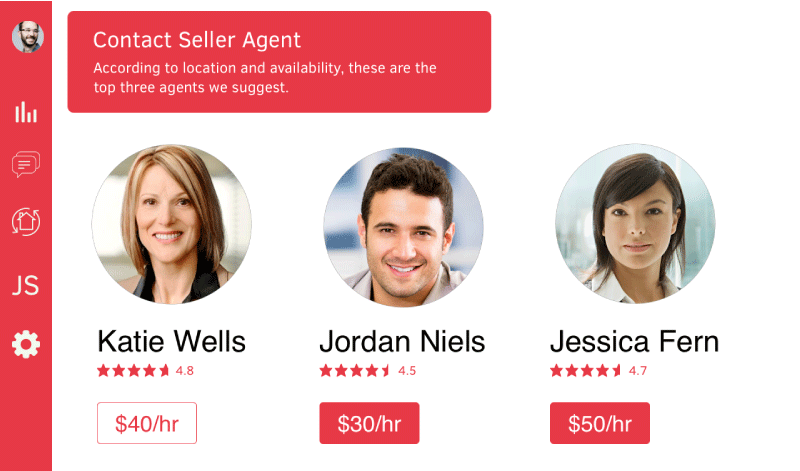 Contact Seller Agent
According to location and availability, these are the
top three agents we suggest.
JS
Katie Wells
4.8
$40/hr
Jordan Niels
4.5
$30/hr
Jessica Fern
4.7
$50/hr